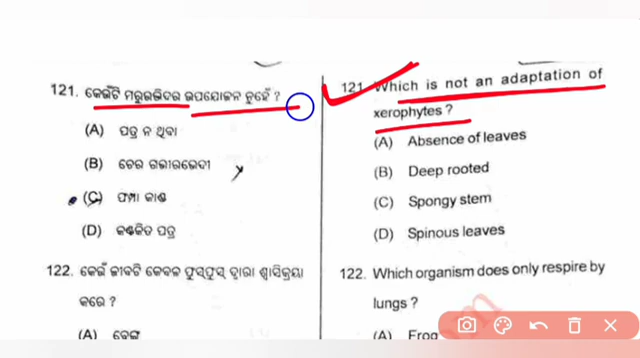 121. କେଉଁଟି ମରୁଉଦ୍ଭିଦର ଉପଯୋଜନ ନୁହେଁ ?
(A) ପତ୍ର ନ ଥିବା
(B) ଚେର ଗଭୀରଭେଦୀ
(C) ଫମ୍ପା କାଣ୍ଡ
(D) କଣ୍ଟକିତ ପତ୍ର
122. କେଉଁ ଜୀବଟି କେବଳ ଫୁସ୍‌ଫୁସ୍ ଦ୍ୱାରା ଶ୍ୱାସକ୍ରିୟା
କରେ ?
(A) ବେଙ୍ଗ
121. Which is not an adaptation of
xerophytes ?
(A) Absence of leaves
(B) Deep rooted
(C) Spongy stem
(D) Spinous leaves
122. Which organism does only respire by
lungs ?
(A) Frog